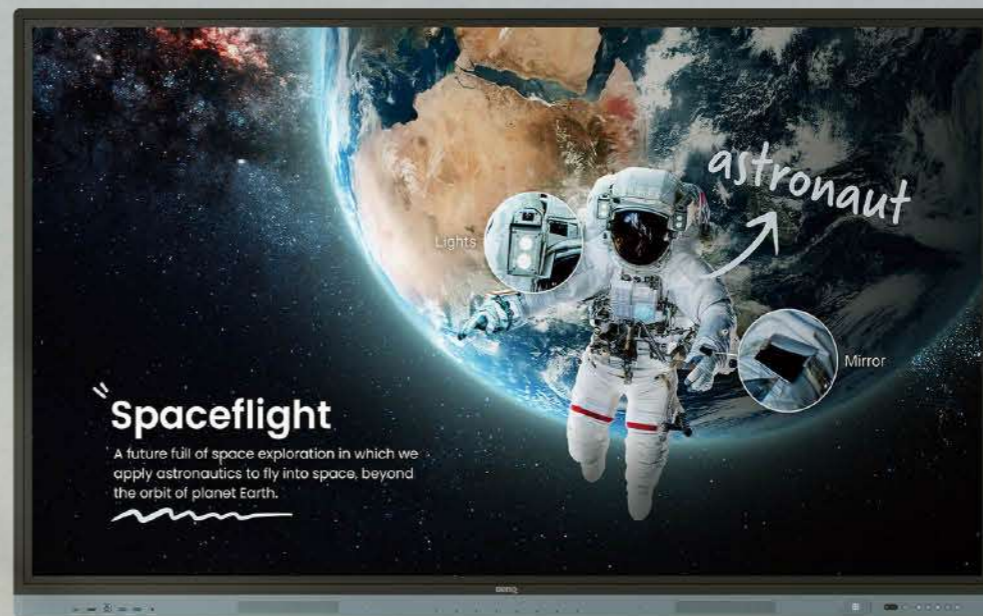 astronaut
Lights
Mirror
Spaceflight
A future full of space exploration in which we
apply astronautics to fly into space, beyond
the orbit of planet Earth.
BenQ